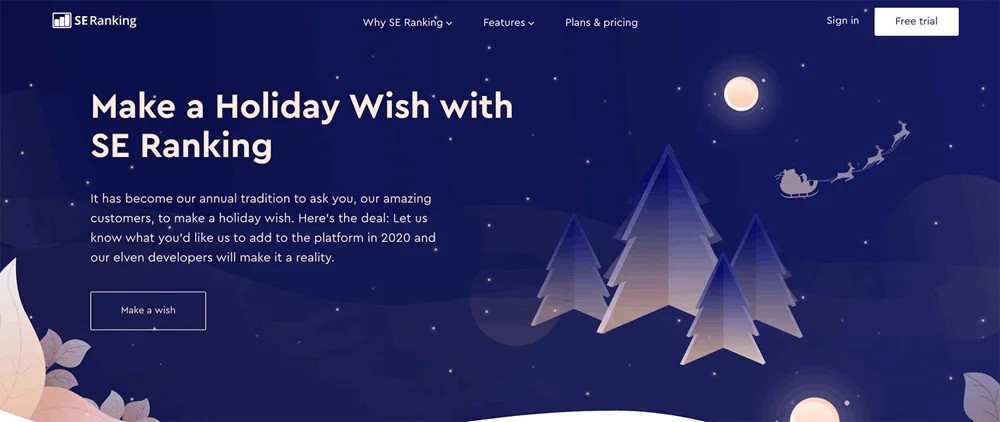 SE Ranking
Why SE Ranking
Features
Plans & pricing
Sign in
Free trial
Make a Holiday Wish with
SE Ranking
It has become our annual tradition to ask you, our amazing
customers, to make a holiday wish. Here's the deal: Let us
know what you'd like us to add to the platform in 2020 and
our elven developers will make it a reality.
Make a wish